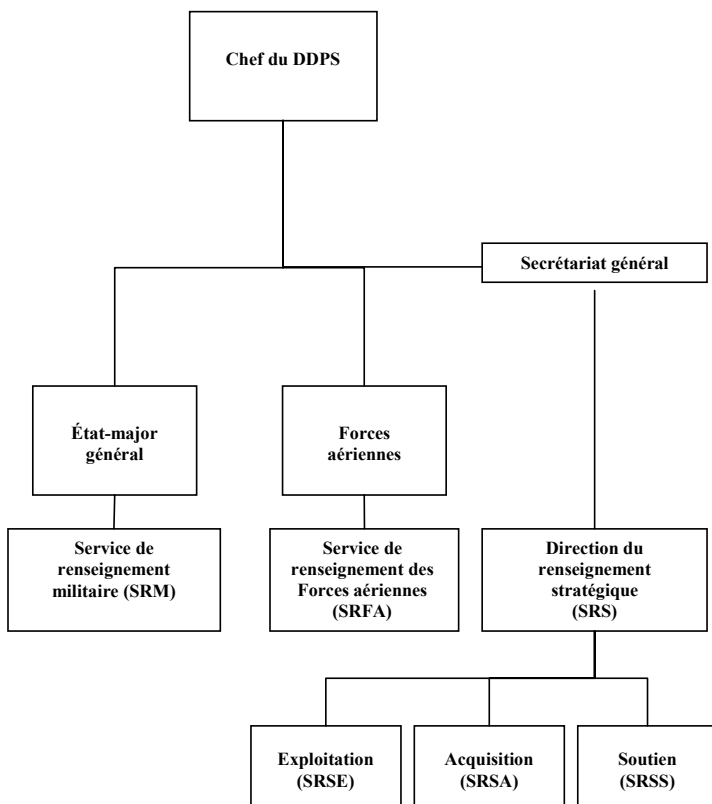 Chef du DDPS
Secrétariat général
État-major
général
Forces
aériennes
Service de
renseignement
militaire (SRM)
Service de
renseignement des
Forces aériennes
(SRFA)
Direction du
renseignement
stratégique
(SRS)
Exploitation
(SRSE)
Acquisition
(SRSA)
Soutien
(SRSS)